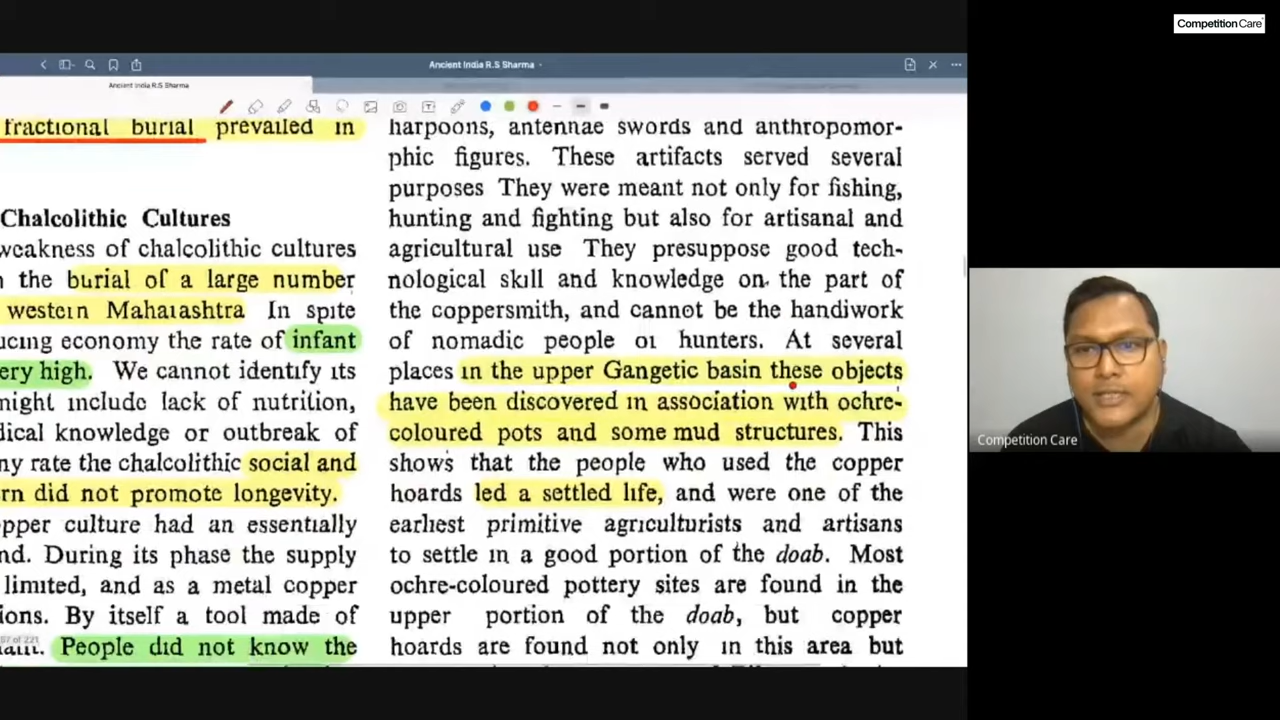 Competition Care
Ancient India R.S Sharma
Ancient India R.S Sharma
fractional burial prevailed in
Chalcolithic Cultures
weakness of chalcolithic cultures
the burial of a large number
western Maharashtra In spite
economy the rate of infant
high. We cannot identify its
might include lack of nutrition,
knowledge or outbreak of
rate the chalcolithic social and
did not promote longevity.
culture had an essentially
During its phase the supply
limited, and as a metal copper
By itself a tool made of
People did not know the
harpoons, antennae swords and anthropomor-
phic figures. These artifacts served several
purposes They were meant not only for fishing,
hunting and fighting but also for artisanal and
agricultural use They presuppose good tech-
nological skill and knowledge on the part of
the coppersmith, and cannot be the handiwork
of nomadic people or hunters. At several
places in the upper Gangetic basin these objects
have been discovered in association with ochre-
coloured pots and some mud structures. This
shows that the people who used the copper
hoards led a settled life, and were one of the
earliest primitive agriculturists and artisans
to settle in a good portion of the doab. Most
ochre-coloured pottery sites are found in the
upper portion of the doab, but copper
hoards are found not only in this area but
Competition Care